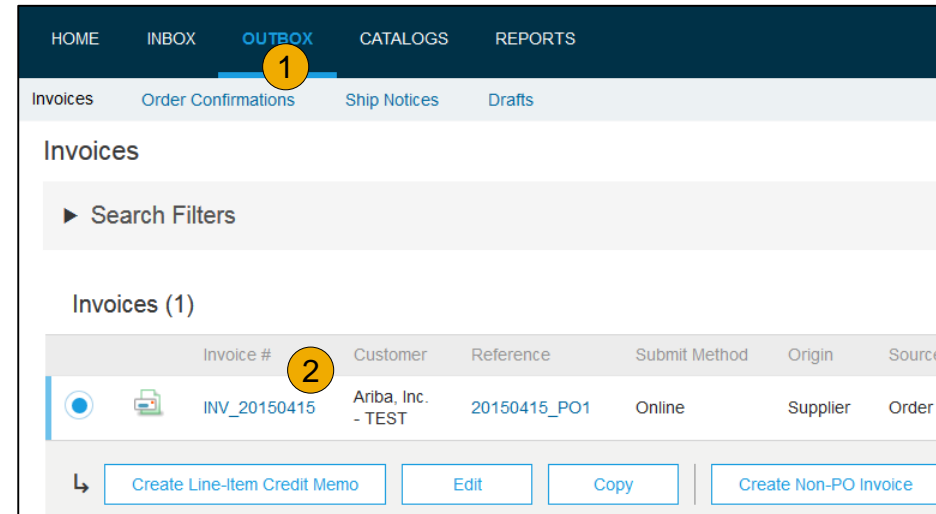 HOME INBOX OUTBOX CATALOGS REPORTS
1
Invoices Order Confirmations Ship Notices Drafts
Invoices
Search Filters
Invoices (1)
Invoice # Customer Reference Submit Method Origin Source
2
INV_20150415 Ariba, Inc. - TEST 20150415_PO1 Online Supplier Order
Create Line-Item Credit Memo Edit Copy Create Non-PO Invoice